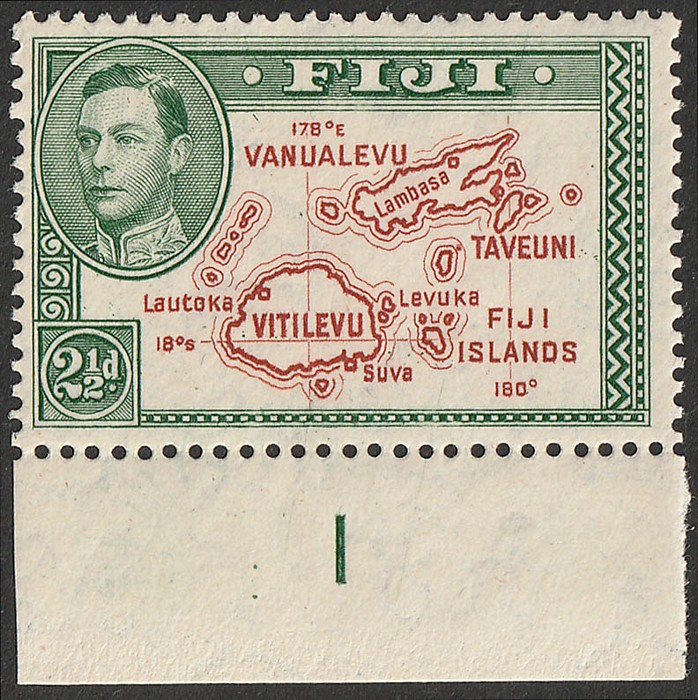 • FIJI •
178°E
VANUALEVU
Lambasa
TAVEUNI
Lautoka
Levuka
VITILEVU
FIJI
18°S
ISLANDS
Suva
180°
2½d.
1